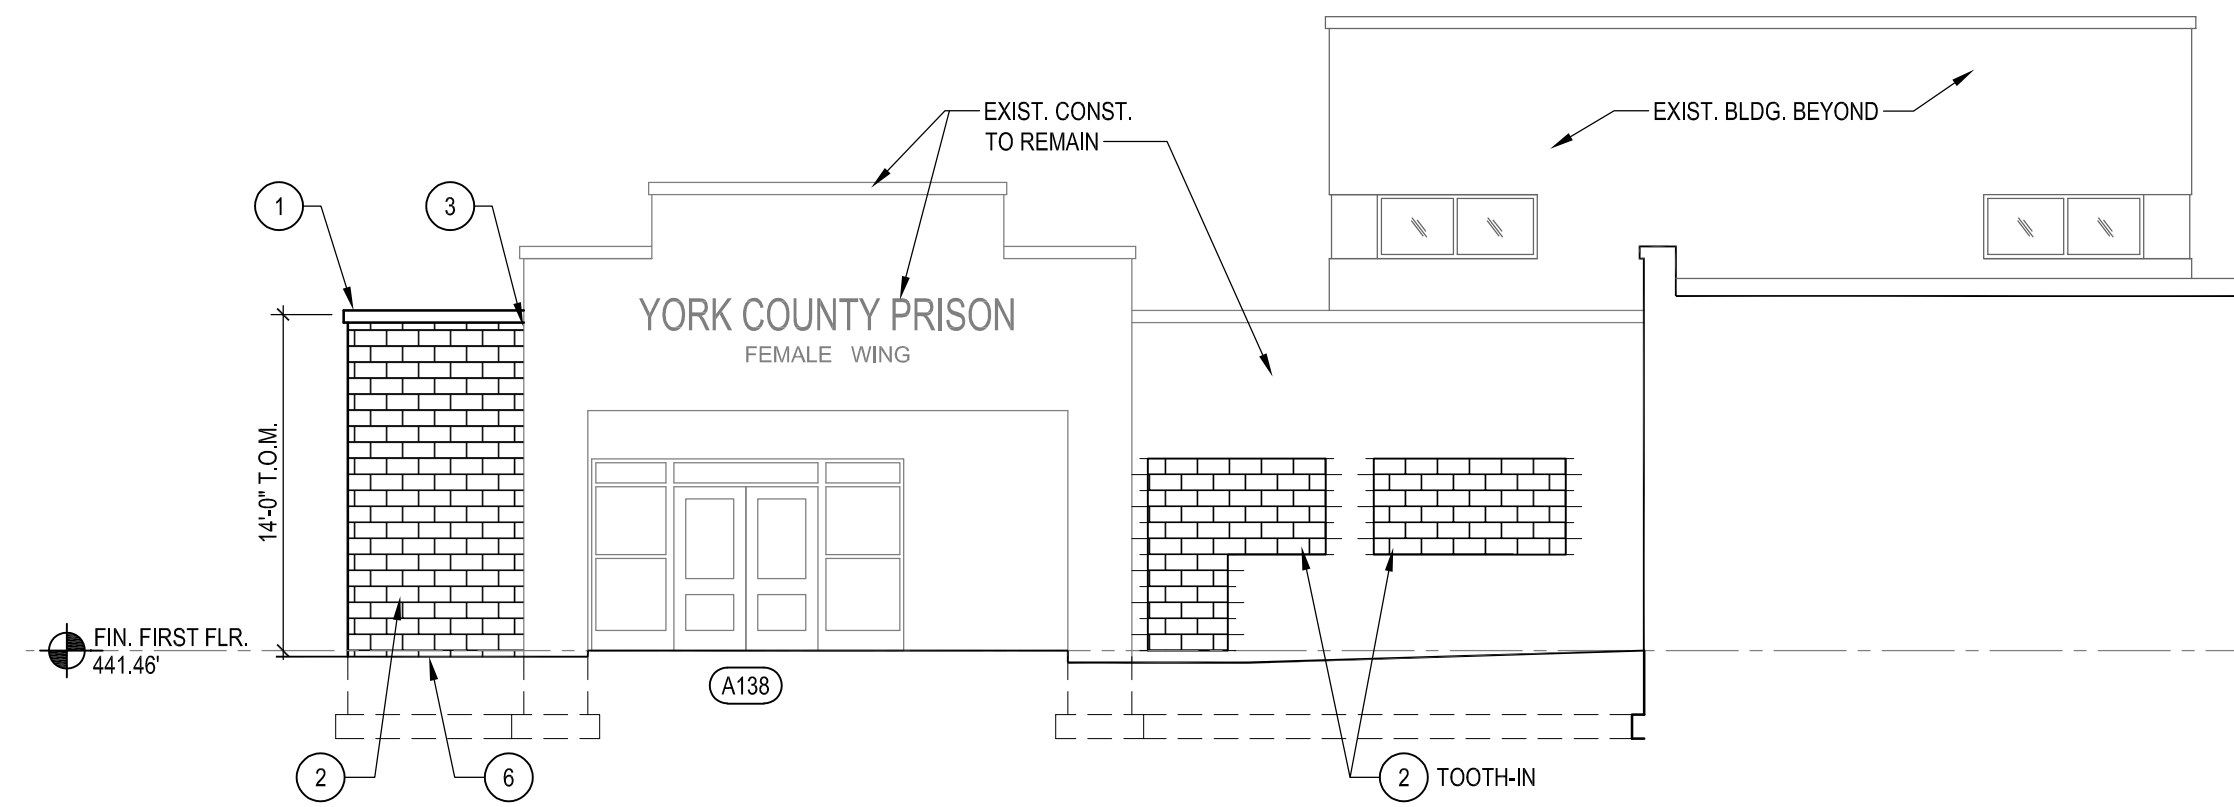 EXIST. CONST.
TO REMAIN
EXIST. BLDG. BEYOND
1
3
YORK COUNTY PRISON
FEMALE WING
14'-0" T.O.M.
FIN. FIRST FLR.
441.46'
A138
2
6
2 TOOTH-IN